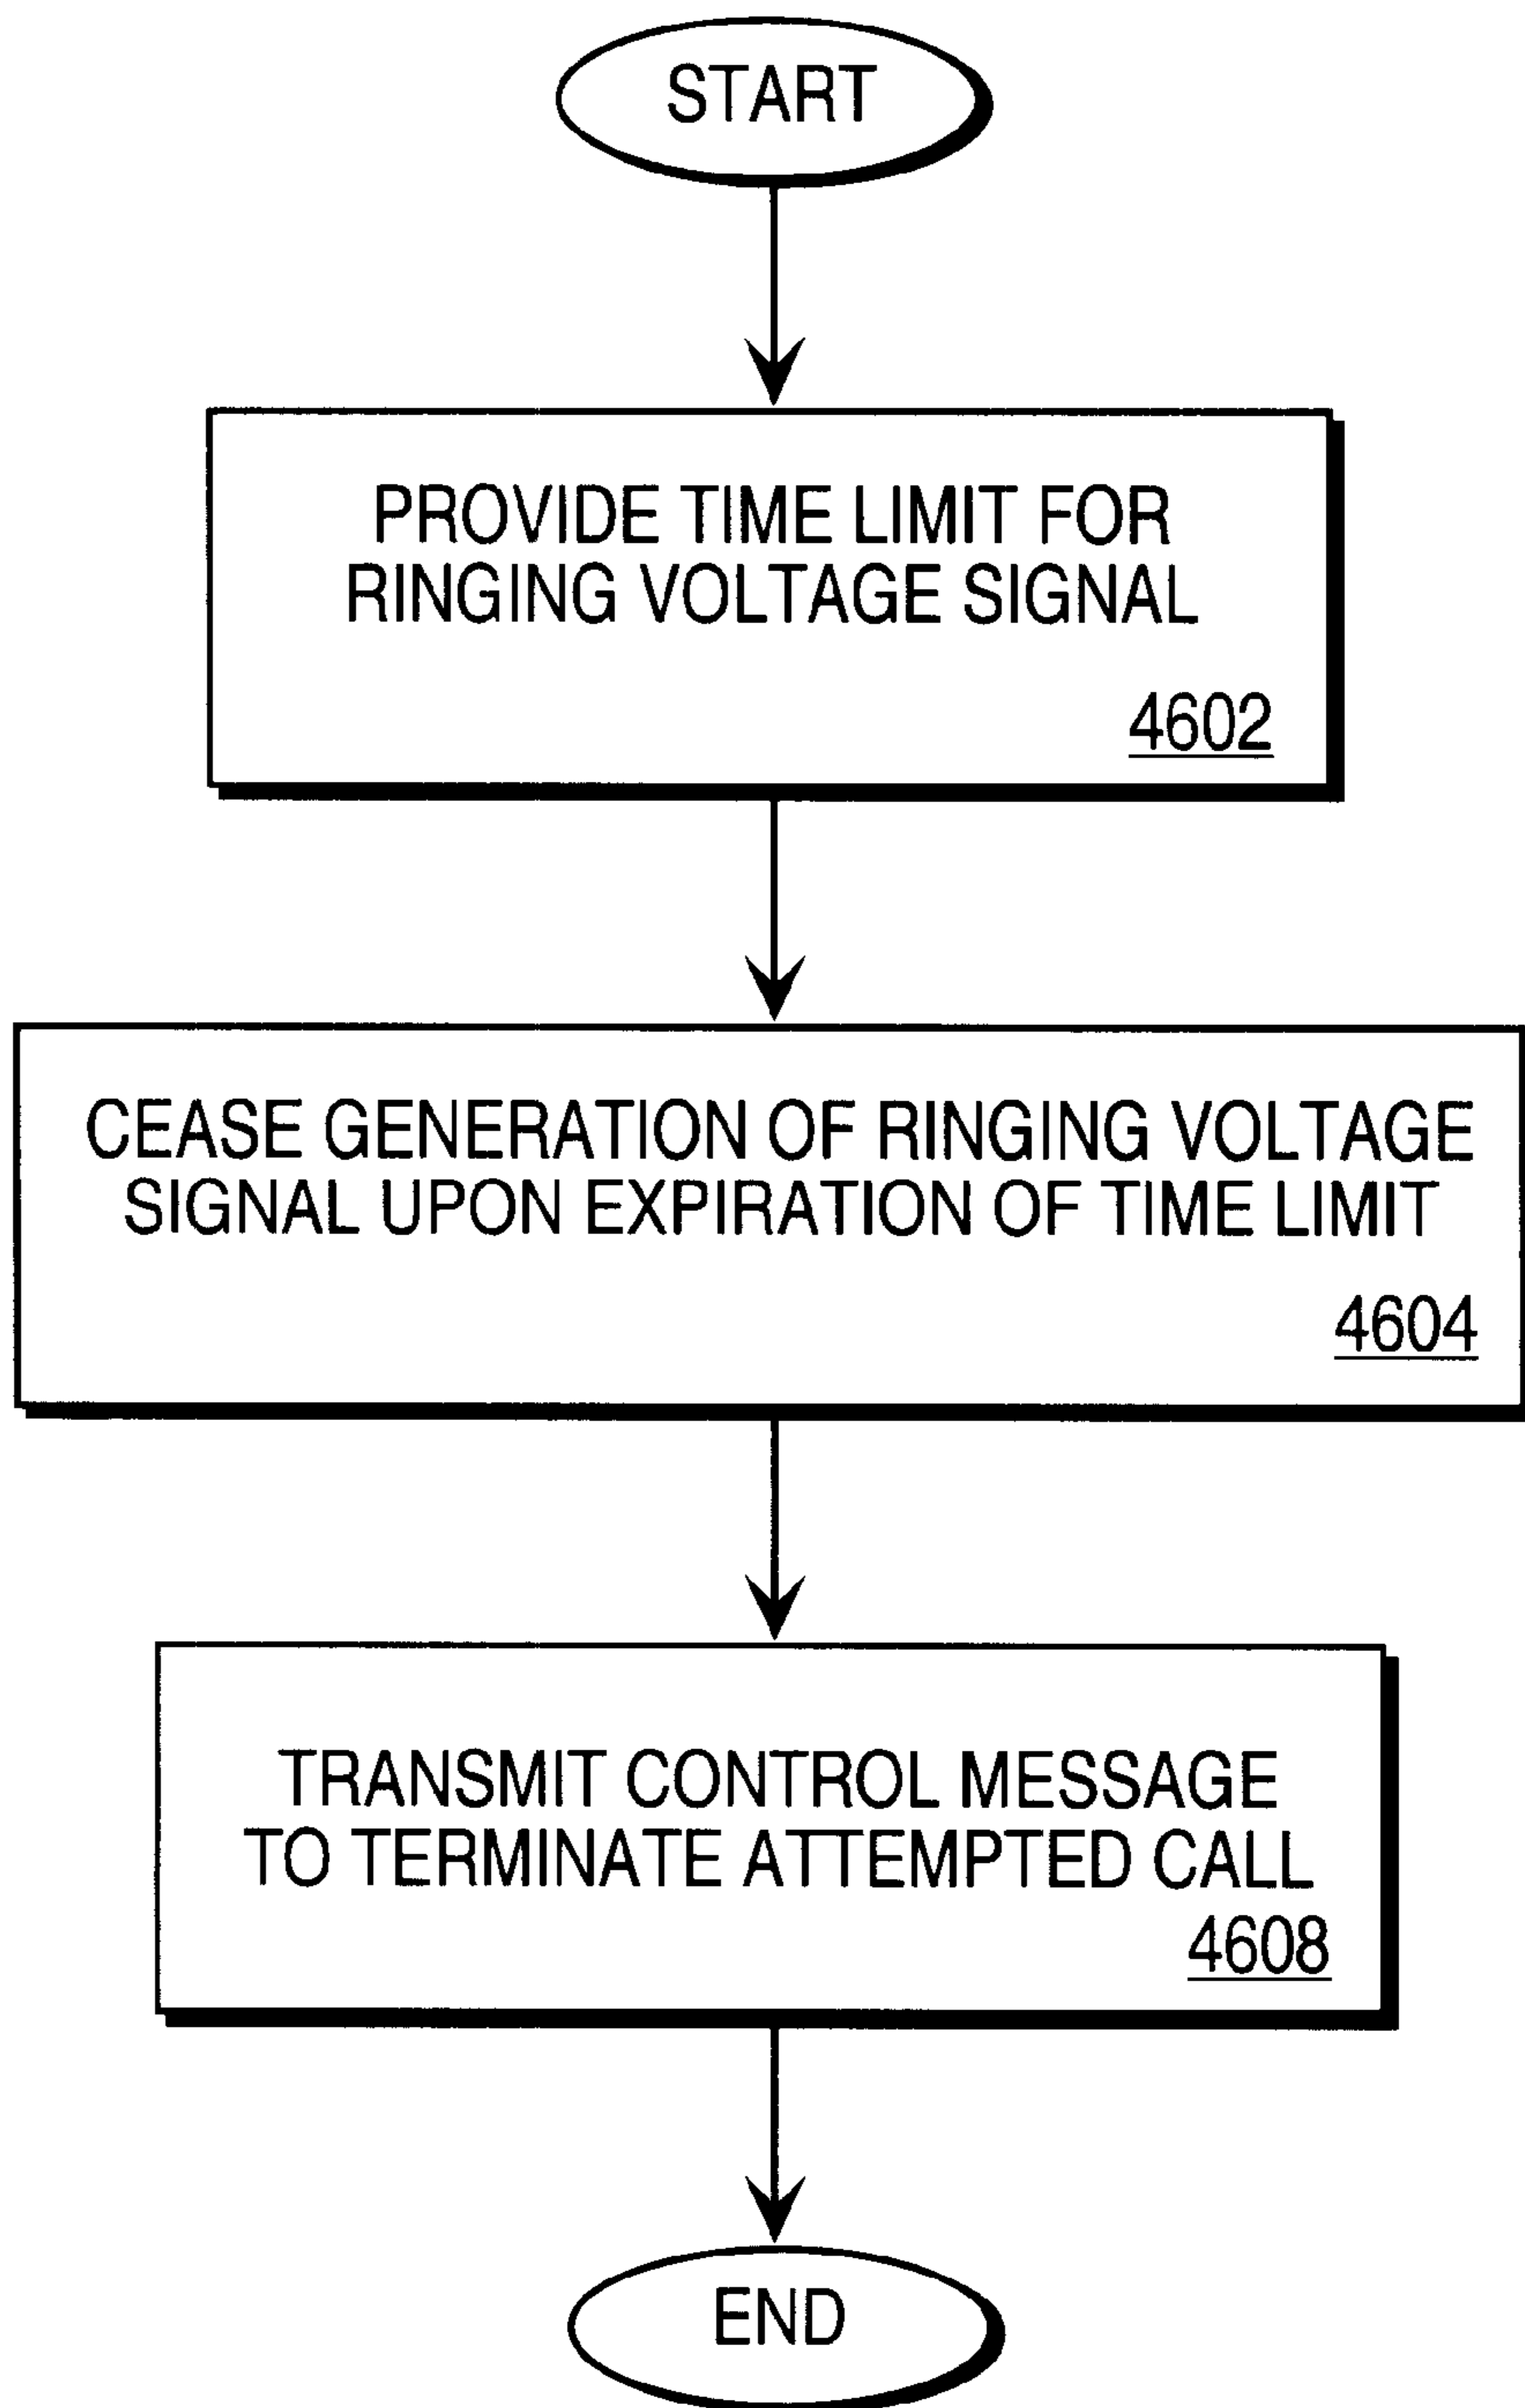 START
PROVIDE TIME LIMIT FOR
RINGING VOLTAGE SIGNAL
4602
CEASE GENERATION OF RINGING VOLTAGE
SIGNAL UPON EXPIRATION OF TIME LIMIT
4604
TRANSMIT CONTROL MESSAGE
TO TERMINATE ATTEMPTED CALL
4608
END